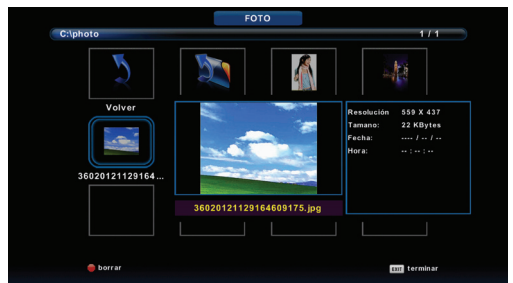 FOTO
C:\photo
1 / 1
Volver
36020121129164 ...
Resolución 559 X 437
Tamano: 22 KBytes
Fecha: ---- / -- / --
Hora: -- : -- : --
36020121129164609175.jpg
borrar
EXIT terminar